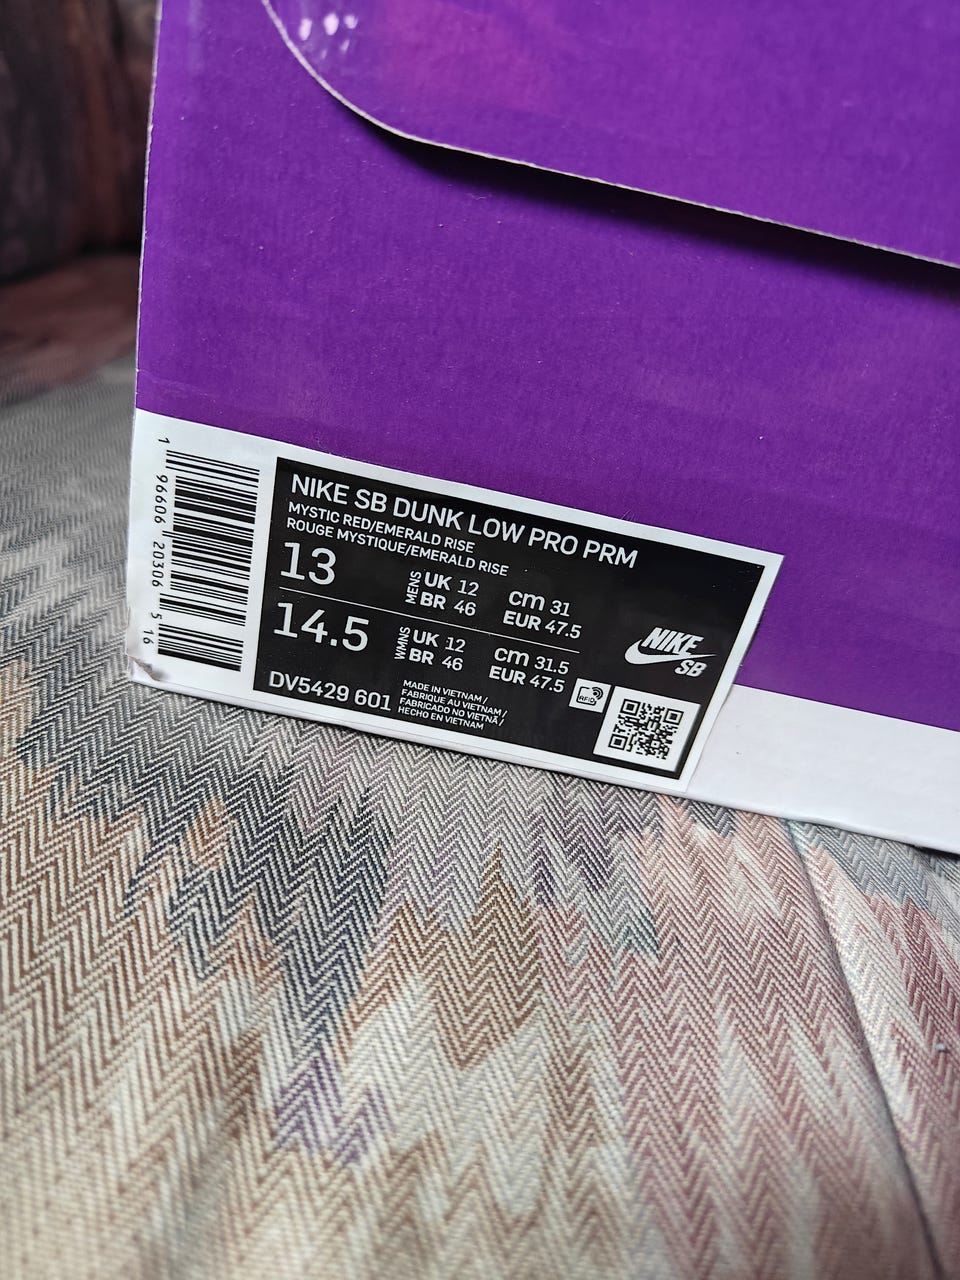 1 96606 20306 5 16
NIKE SB DUNK LOW PRO PRM
MYSTIC RED/EMERALD RISE
ROUGE MYSTIQUE/EMERALD RISE
13 MENS UK 12 BR 46 cm 31 EUR 47.5
14.5 WMNS UK 12 BR 46 cm 31.5 EUR 47.5
NIKE
SB
DV5429 601
MADE IN VIETNAM /
FABRIQUE AU VIETNAM /
FABRICADO NO VIETNÃ /
HECHO EN VIETNAM
RFID